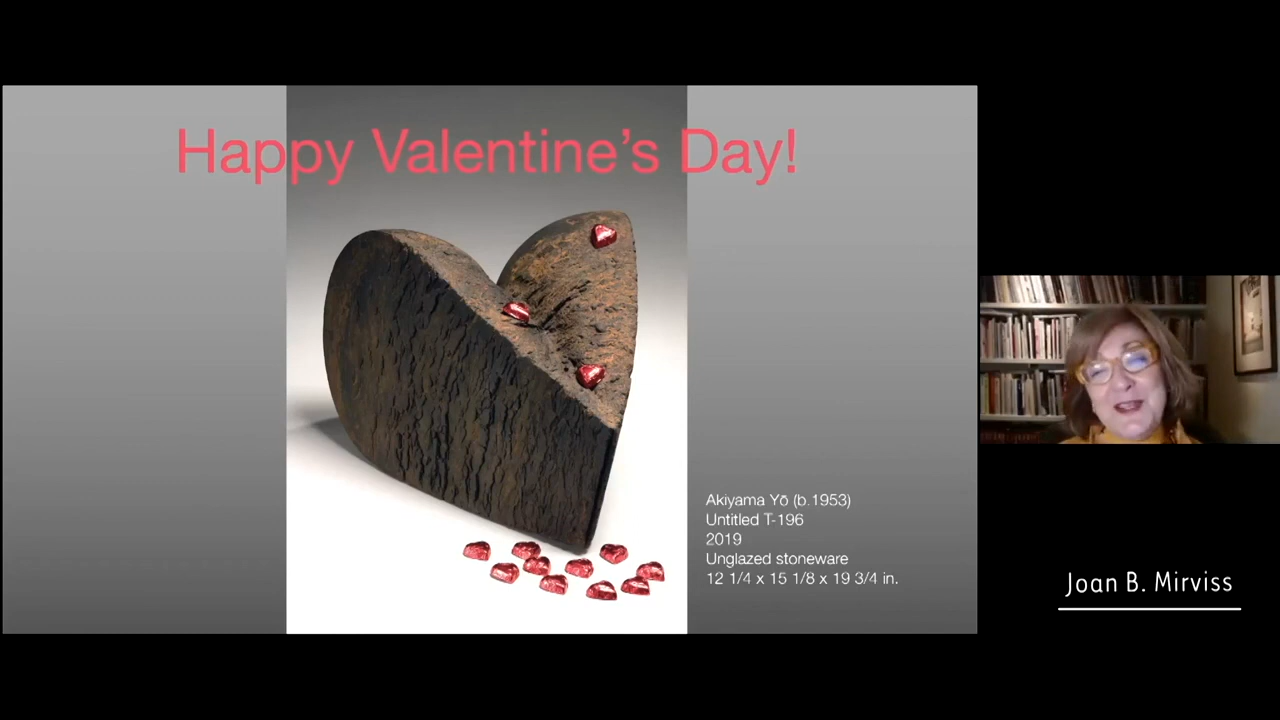 Happy Valentine’s Day!
Akiyama Yō (b.1953)
Untitled T-196
2019
Unglazed stoneware
12 1/4 x 15 1/8 x 19 3/4 in.
Joan B. Mirviss